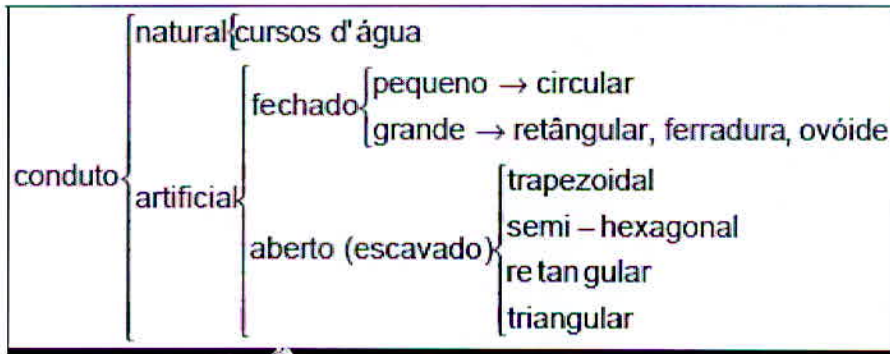 natural{cursos d'água
pequeno → circular
fechado
grande → retângular, ferradura, ovóide
conduto
artificial
trapezoidal
semi – hexagonal
aberto (escavado)
re tan gular
triangular